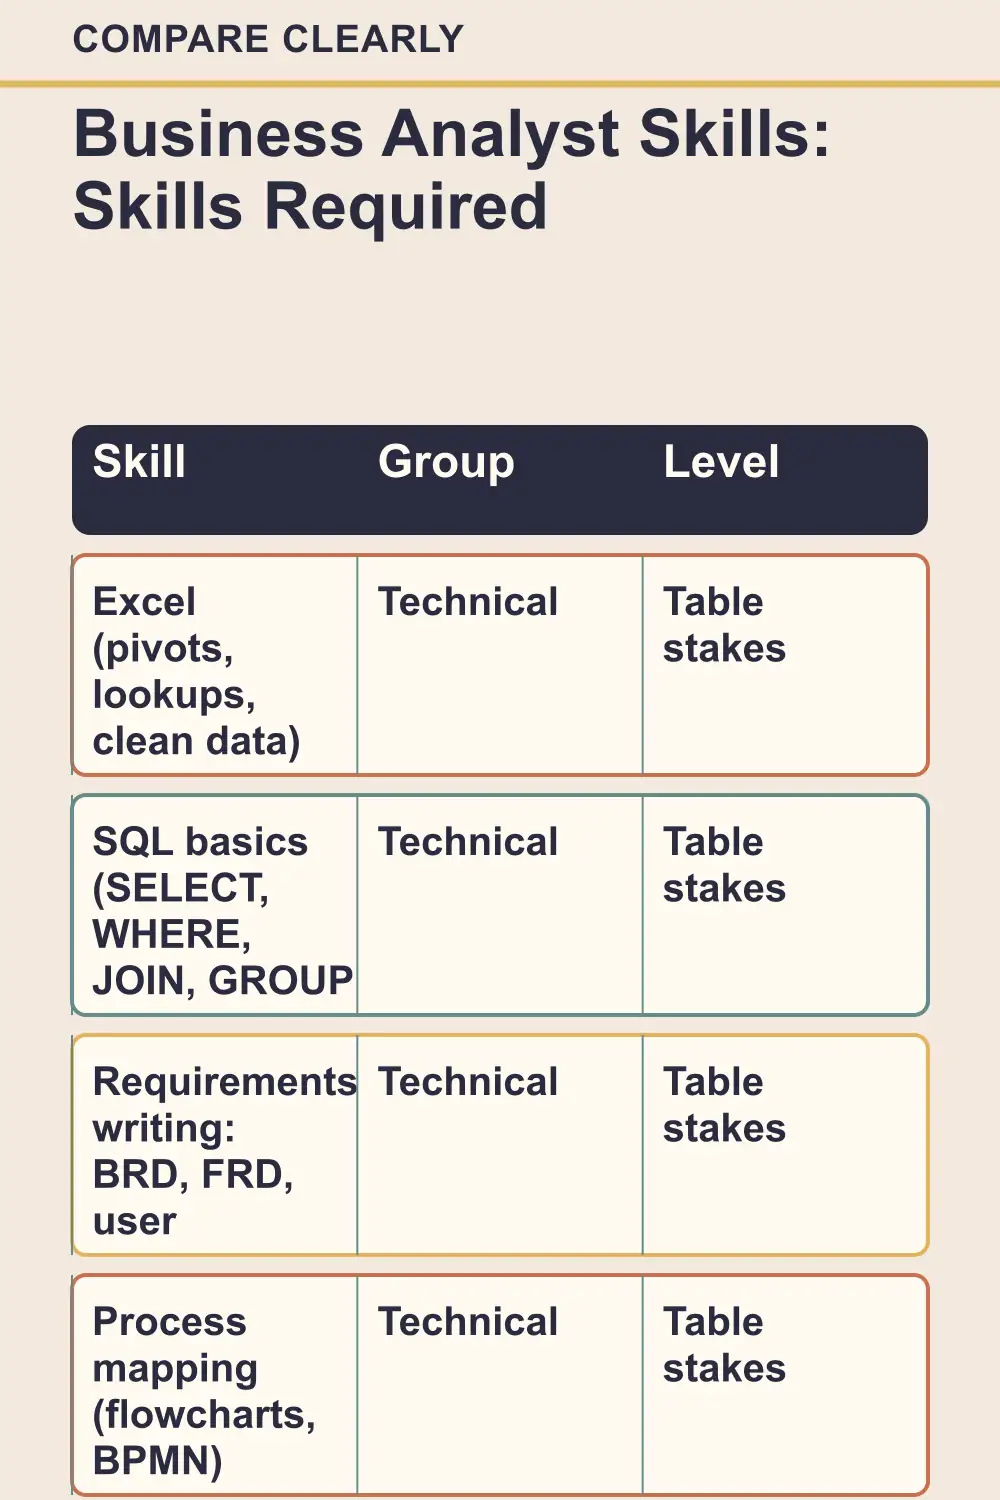 COMPARE CLEARLY
Business Analyst Skills:
Skills Required
Skill Group Level
Excel Technical Table
(pivots, stakes
lookups,
clean data)
SQL basics Technical Table
(SELECT, stakes
WHERE,
JOIN, GROUP
Requirements Technical Table
writing: stakes
BRD, FRD,
user
Process Technical Table
mapping stakes
(flowcharts,
BPMN)